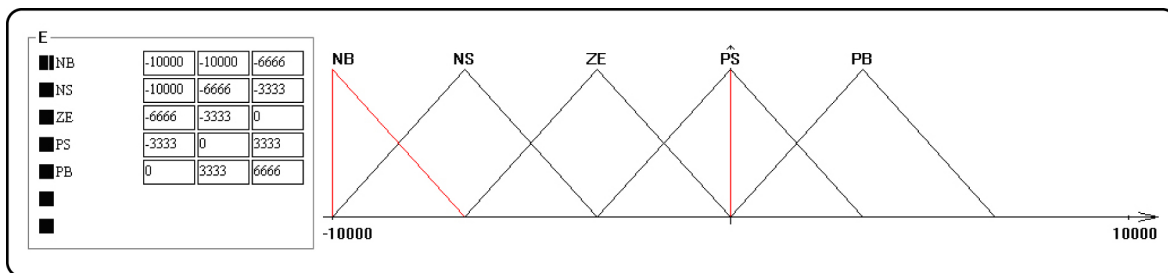 E
NB -10000 -10000 -6666
NS -10000 -6666 -3333
ZE -6666 -3333 0
PS -3333 0 3333
PB 0 3333 6666
NB NS ZE PS PB
-10000 10000